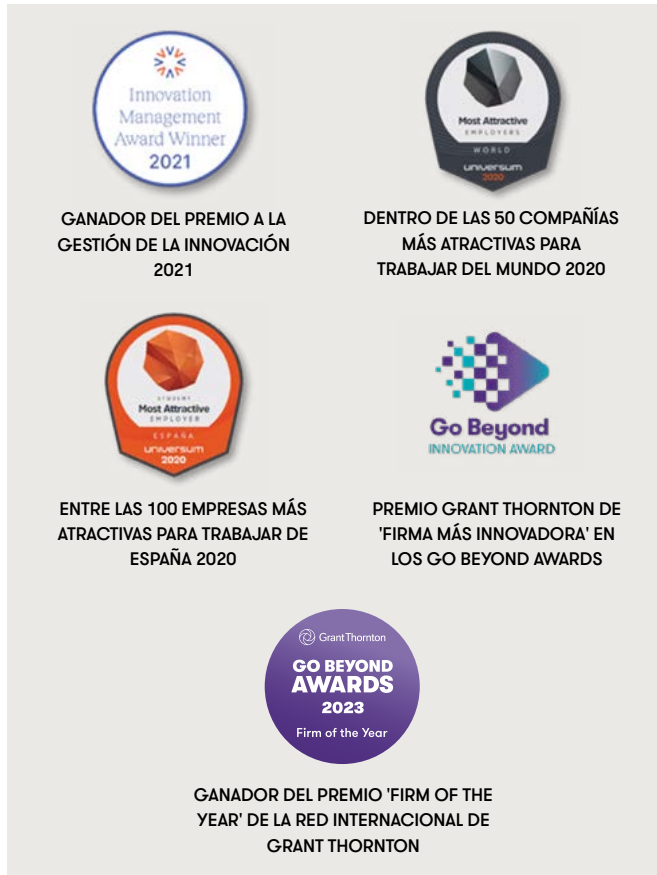 Innovation
Management
Award Winner
2021
GANADOR DEL PREMIO A LA
GESTIÓN DE LA INNOVACIÓN
2021
Most Attractive
EMPLOYERS
WORLD
universum
2020
DENTRO DE LAS 50 COMPAÑÍAS
MÁS ATRACTIVAS PARA
TRABAJAR DEL MUNDO 2020
STUDENT
Most Attractive
EMPLOYER
ESPAÑA
universum
2020
ENTRE LAS 100 EMPRESAS MÁS
ATRACTIVAS PARA TRABAJAR DE
ESPAÑA 2020
Go Beyond
INNOVATION AWARD
PREMIO GRANT THORNTON DE
'FIRMA MÁS INNOVADORA' EN
LOS GO BEYOND AWARDS
Grant Thornton
GO BEYOND
AWARDS
2023
Firm of the Year
GANADOR DEL PREMIO 'FIRM OF THE
YEAR' DE LA RED INTERNACIONAL DE
GRANT THORNTON